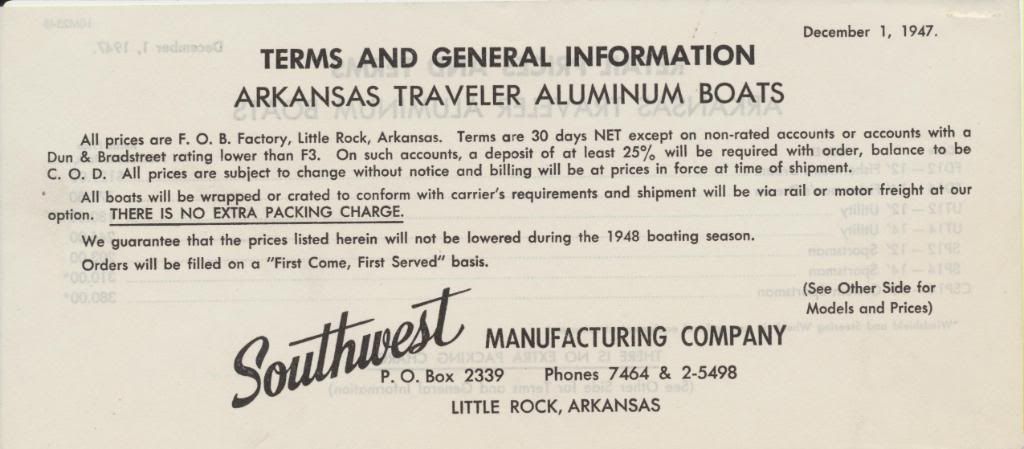 December 1, 1947.
TERMS AND GENERAL INFORMATION
ARKANSAS TRAVELER ALUMINUM BOATS
All prices are F. O. B. Factory, Little Rock, Arkansas. Terms are 30 days NET except on non-rated accounts or accounts with a
Dun & Bradstreet rating lower than F3. On such accounts, a deposit of at least 25% will be required with order, balance to be
C. O. D. All prices are subject to change without notice and billing will be at prices in force at time of shipment.
All boats will be wrapped or crated to conform with carrier's requirements and shipment will be via rail or motor freight at our
option. THERE IS NO EXTRA PACKING CHARGE.
We guarantee that the prices listed herein will not be lowered during the 1948 boating season.
Orders will be filled on a "First Come, First Served" basis.
(See Other Side for
Models and Prices)
Southwest MANUFACTURING COMPANY
P. O. Box 2339 Phones 7464 & 2-5498
LITTLE ROCK, ARKANSAS